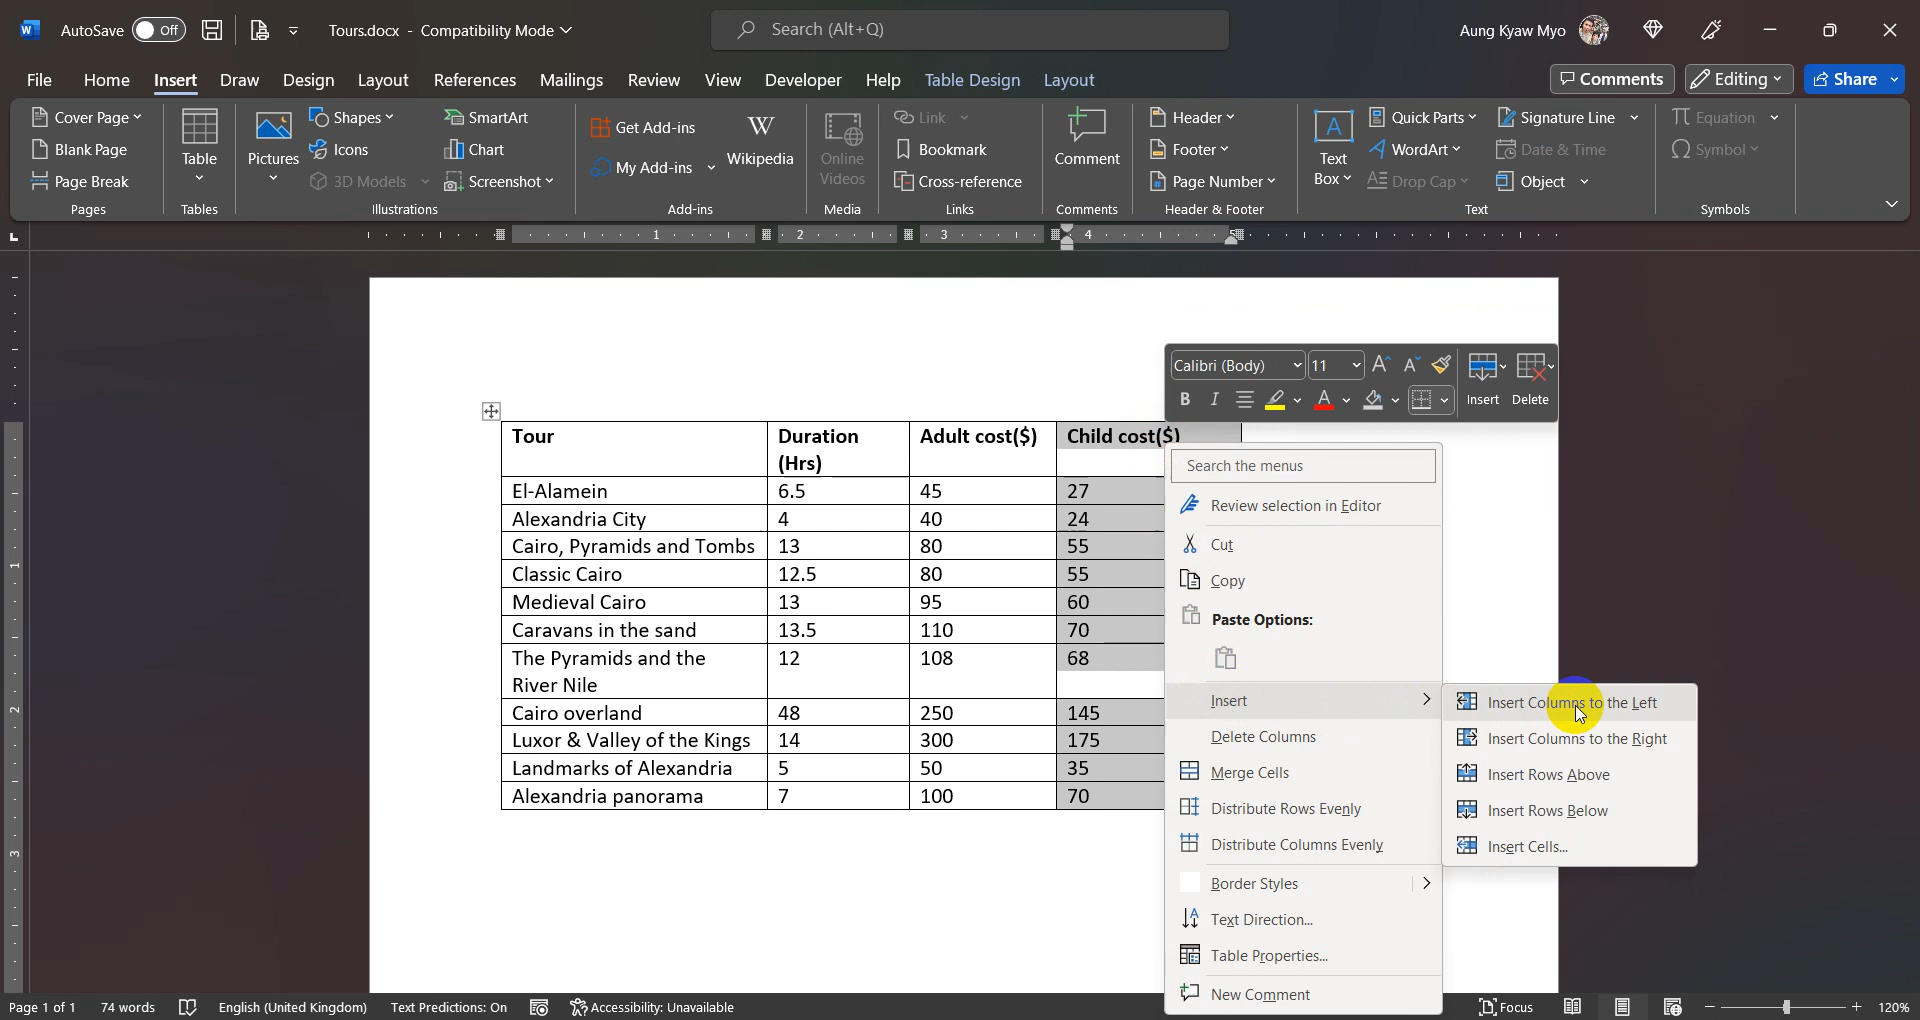 AutoSave Off Tours.docx - Compatibility Mode Search (Alt+Q) Aung Kyaw Myo
File Home Insert Draw Design Layout References Mailings Review View Developer Help Table Design Layout Comments Editing Share
Cover Page
Blank Page
Page Break
Pages
Table
Tables
Pictures
Shapes
Icons
3D Models
SmartArt
Chart
Screenshot
Illustrations
Get Add-ins
My Add-ins
W
Wikipedia
Add-ins
Online
Videos
Media
Link
Bookmark
Cross-reference
Links
Comment
Comments
Header
Footer
Page Number
Header & Footer
Text
Box
Quick Parts
WordArt
Drop Cap
Signature Line
Date & Time
Object
Text
Equation
Symbol
Symbols
1 2 3 4 5
Calibri (Body) 11
B I Insert Delete
Tour Duration Adult cost($) Child cost($)
(Hrs)
El-Alamein 6.5 45 27
Alexandria City 4 40 24
Cairo, Pyramids and Tombs 13 80 55
Classic Cairo 12.5 80 55
Medieval Cairo 13 95 60
Caravans in the sand 13.5 110 70
The Pyramids and the 12 108 68
River Nile
Cairo overland 48 250 145
Luxor & Valley of the Kings 14 300 175
Landmarks of Alexandria 5 50 35
Alexandria panorama 7 100 70
Search the menus
Review selection in Editor
Cut
Copy
Paste Options:
Insert
Delete Columns
Merge Cells
Distribute Rows Evenly
Distribute Columns Evenly
Border Styles
Text Direction...
Table Properties...
New Comment
Insert Columns to the Left
Insert Columns to the Right
Insert Rows Above
Insert Rows Below
Insert Cells...
1
2
3
Page 1 of 1 74 words English (United Kingdom) Text Predictions: On Accessibility: Unavailable Focus 120%